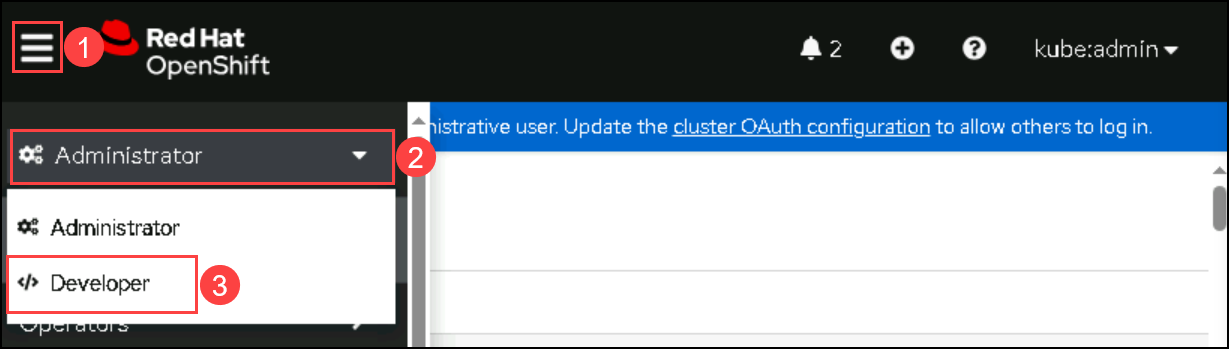 1
Red Hat
OpenShift
2
kube:admin
nistrative user. Update the cluster OAuth configuration to allow others to log in.
Administrator
2
Administrator
Developer
3
Operators